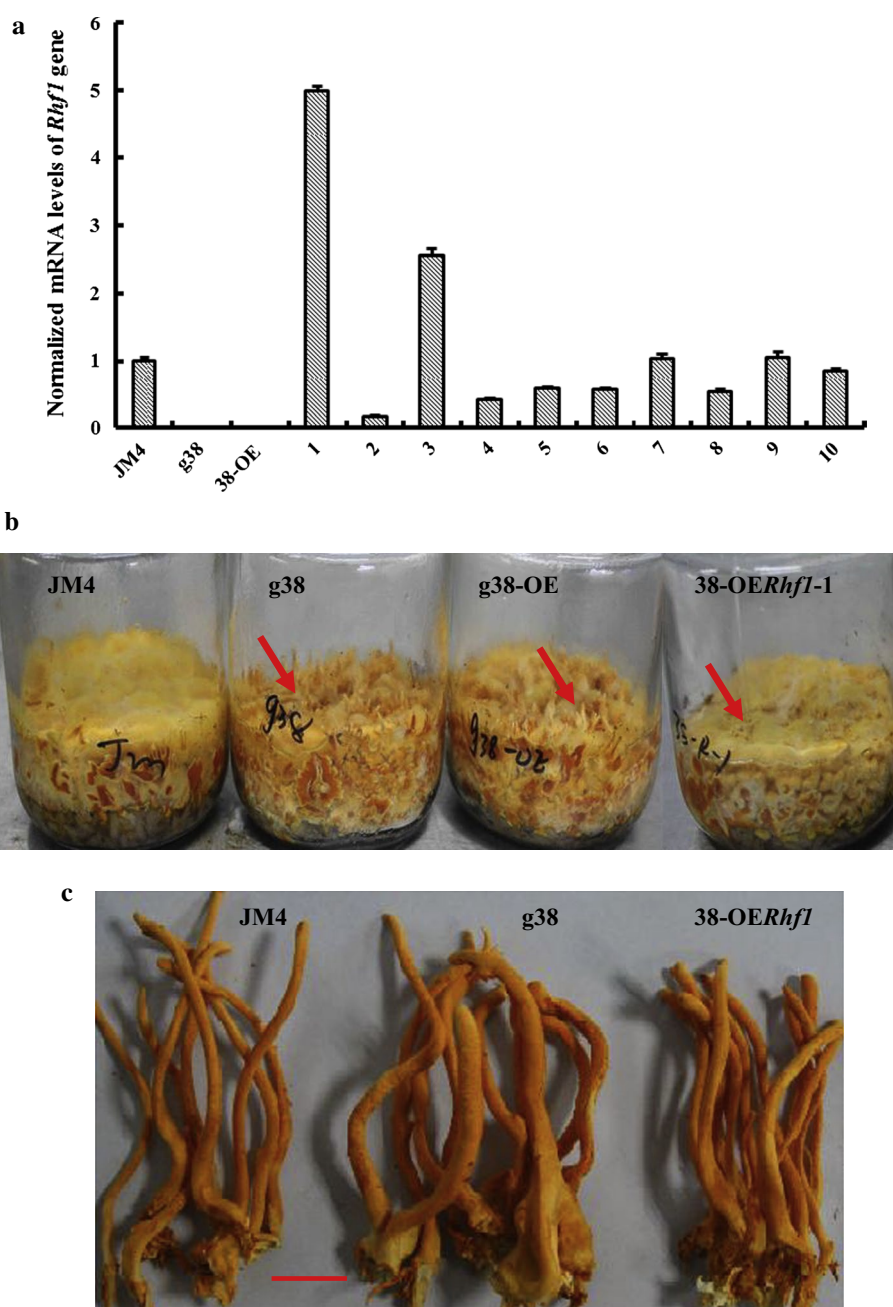 a
Normalized mRNA levels of Rhf1 gene
6
5
4
3
2
1
0
JM4 g38 38-OE 1 2 3 4 5 6 7 8 9 10
b
JM4 g38 g38-OE 38-OERhf1-1
Jm g38 g38-OE
c
JM4 g38 38-OERhf1